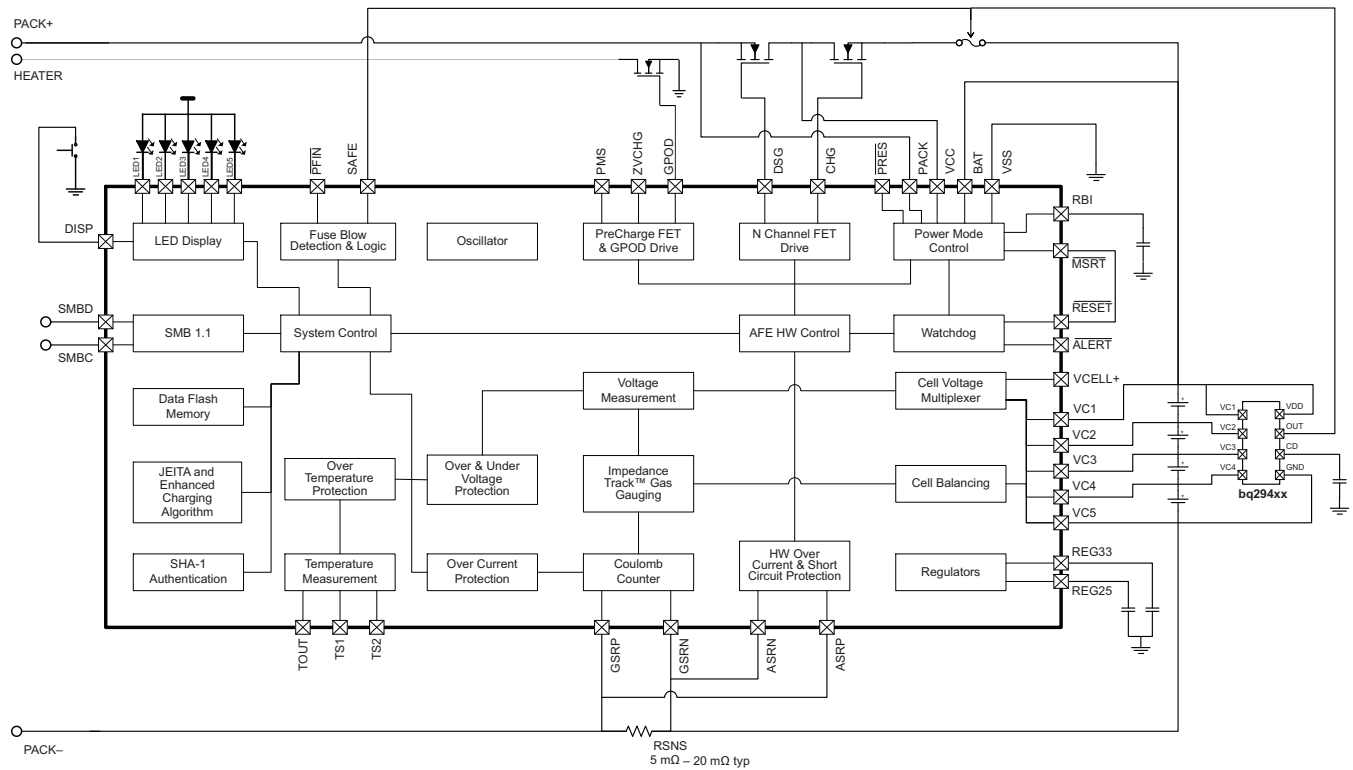 PACK+
HEATER
LED1
LED2
LED3
LED4
LED5
PFIN
SAFE
PMS
ZVCHG
GPOD
DSG
CHG
PRES
PACK
VCC
BAT
VSS
DISP
LED Display
Fuse Blow
Detection & Logic
Oscillator
PreCharge FET
& GPOD Drive
N Channel FET
Drive
Power Mode
Control
RBI
MSRT
SMBD
SMBC
SMB 1.1
System Control
AFE HW Control
Watchdog
RESET
ALERT
Data Flash
Memory
Voltage
Measurement
Cell Voltage
Multiplexer
VCELL+
VC1
VC2
VC3
VC4
VC5
VC1
VC2
VC3
VC4
VDD
OUT
CD
GND
bq294xx
JEITA and
Enhanced
Charging
Algorithm
Over
Temperature
Protection
Over & Under
Voltage
Protection
Impedance
Track™ Gas
Gauging
Cell Balancing
SHA-1
Authentication
Temperature
Measurement
Over Current
Protection
Coulomb
Counter
HW Over
Current & Short
Circuit Protection
Regulators
REG33
REG25
TOUT
TS1
TS2
GSRP
GSRN
ASRN
ASRP
PACK–
RSNS
5 mΩ – 20 mΩ typ